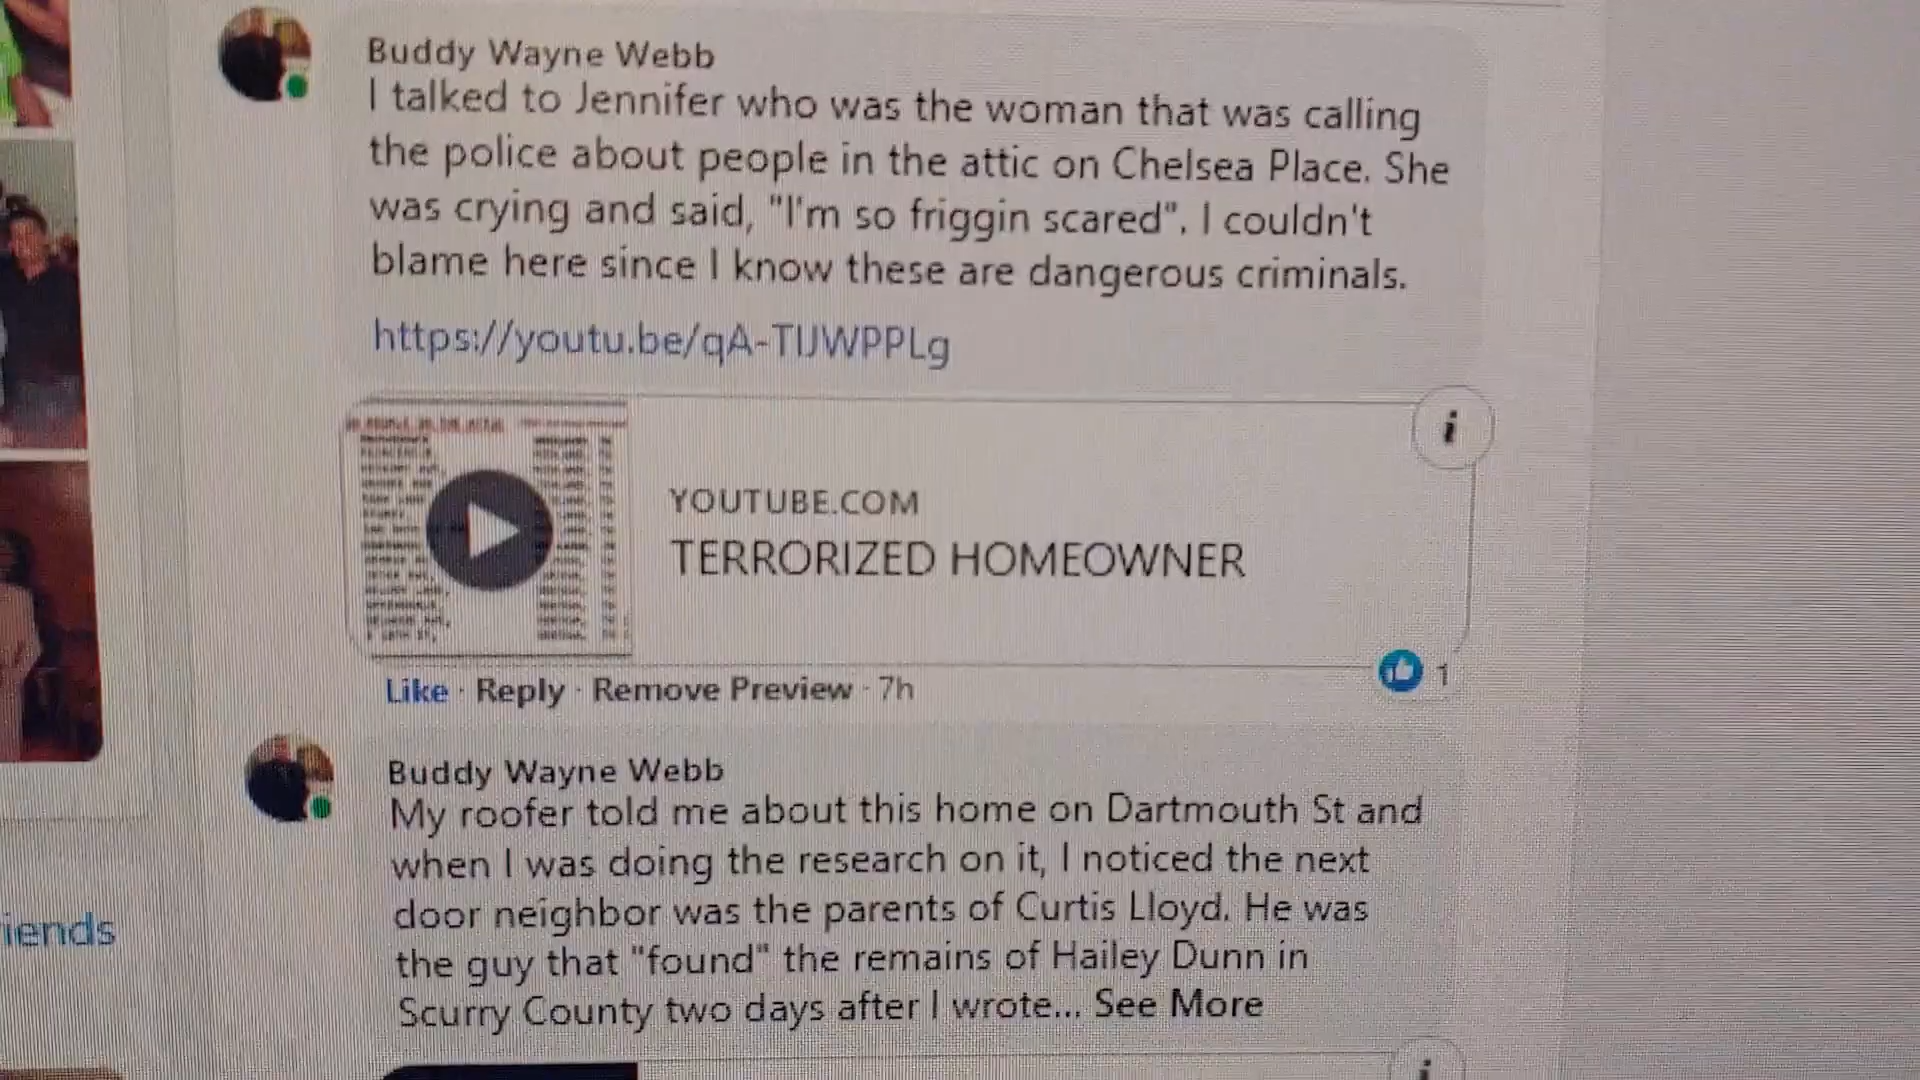 Buddy Wayne Webb
I talked to Jennifer who was the woman that was calling
the police about people in the attic on Chelsea Place. She
was crying and said, "I'm so friggin scared". I couldn't
blame here since I know these are dangerous criminals.
https://youtu.be/qA-TIJWPPLg
i
YOUTUBE.COM
TERRORIZED HOMEOWNER
1
Like · Reply · Remove Preview · 7h
Buddy Wayne Webb
My roofer told me about this home on Dartmouth St and
when I was doing the research on it, I noticed the next
door neighbor was the parents of Curtis Lloyd. He was
iends
the guy that "found" the remains of Hailey Dunn in
Scurry County two days after I wrote... See More
i